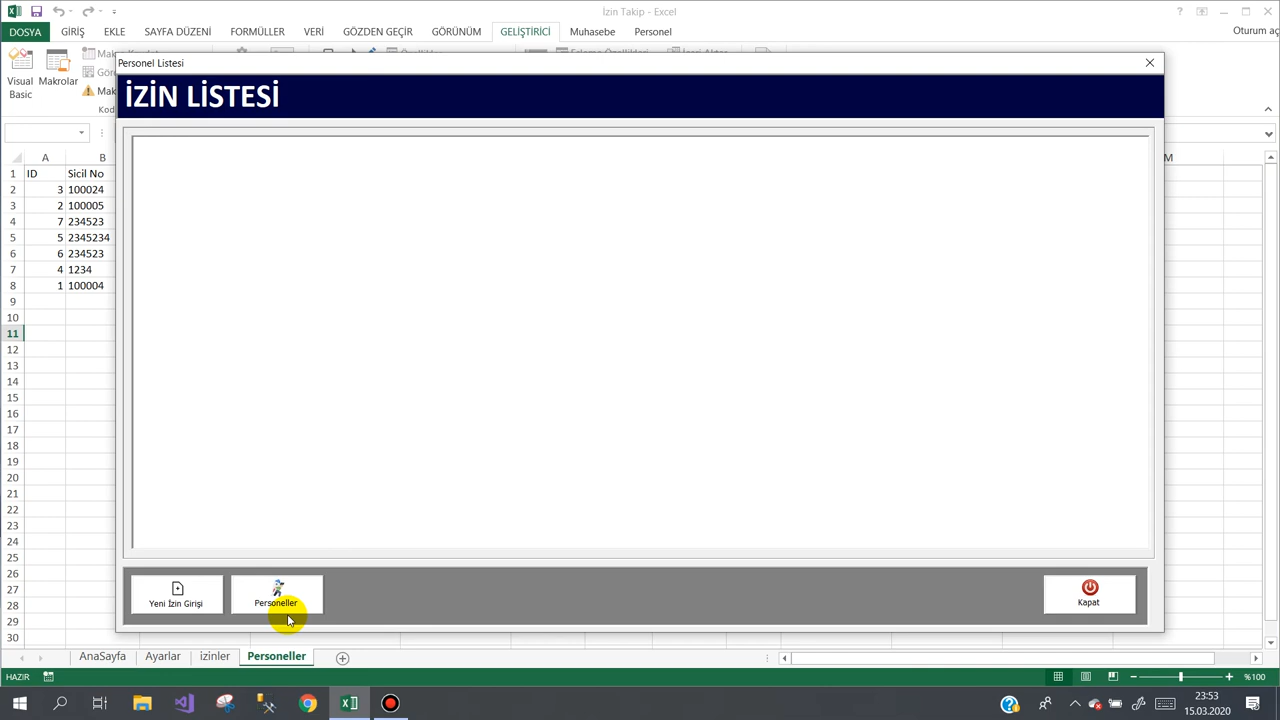 İzin Takip - Excel
DOSYA GİRİŞ EKLE SAYFA DÜZENİ FORMÜLLER VERİ GÖZDEN GEÇİR GÖRÜNÜM GELİŞTİRİCİ Muhasebe Personel
Oturum aç
Visual Basic
Makrolar
Personel Listesi
İZİN LİSTESİ
A B M
1 ID Sicil No
2 3 100024
3 2 100005
4 7 234523
5 5 2345234
6 6 234523
7 4 1234
8 1 100004
9
10
11
12
13
14
15
16
17
18
19
20
21
22
23
24
25
26
27
28
29
30
Yeni İzin Girişi
Personeller
Kapat
AnaSayfa Ayarlar izinler Personeller
HAZIR
%100
23:53
15.03.2020